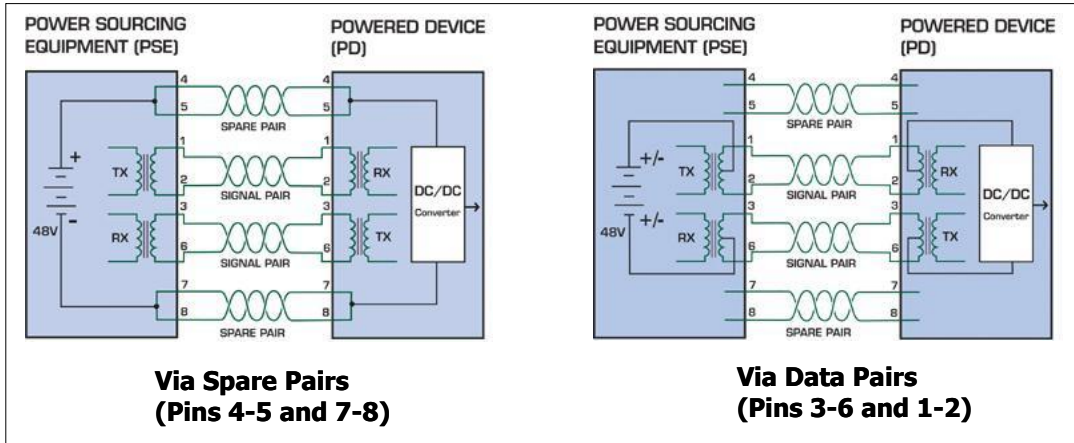 POWER SOURCING
EQUIPMENT (PSE)
POWERED DEVICE
(PD)
4
4
5
5
SPARE PAIR
1
1
+
TX
RX
2
2
SIGNAL PAIR
DC/DC
Converter
3
3
-
48V
RX
TX
6
6
SIGNAL PAIR
7
7
8
8
SPARE PAIR
Via Spare Pairs
(Pins 4-5 and 7-8)
POWER SOURCING
EQUIPMENT (PSE)
POWERED DEVICE
(PD)
4
4
5
5
SPARE PAIR
1
1
+/-
TX
RX
2
2
SIGNAL PAIR
DC/DC
Converter
3
3
+/-
48V
RX
TX
6
6
SIGNAL PAIR
7
7
8
8
SPARE PAIR
Via Data Pairs
(Pins 3-6 and 1-2)